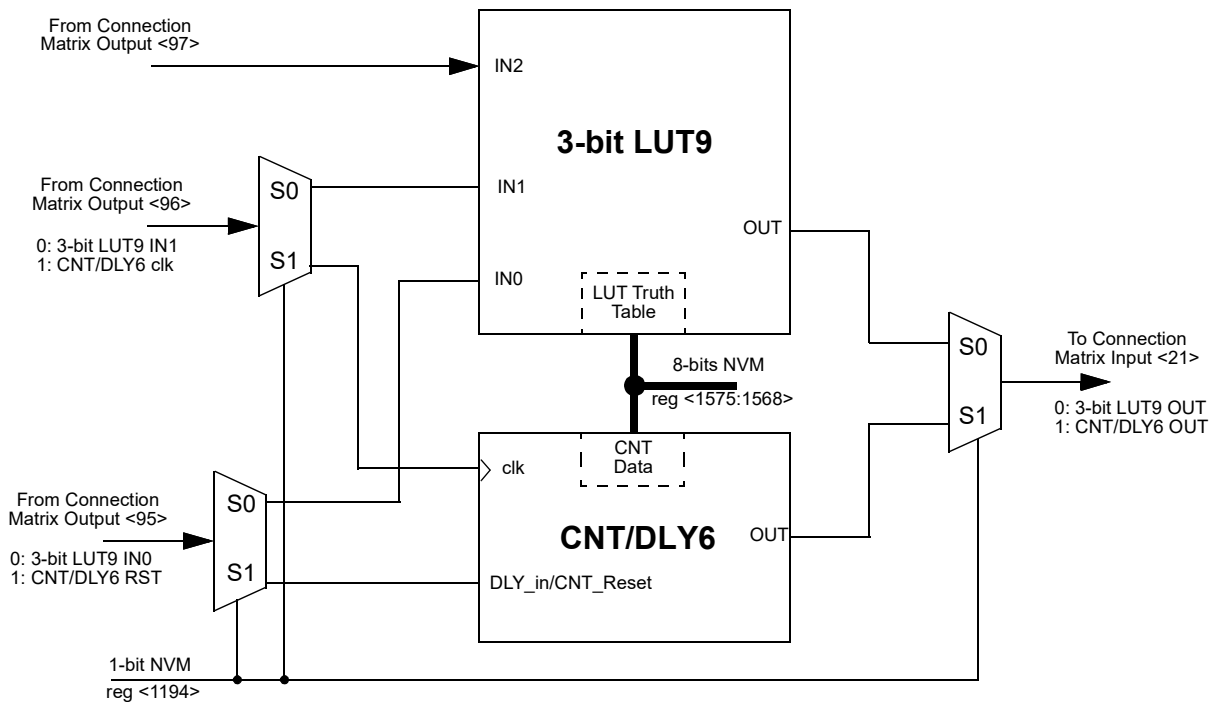 From Connection
Matrix Output <97>
IN2
3-bit LUT9
From Connection
Matrix Output <96>
0: 3-bit LUT9 IN1
1: CNT/DLY6 clk
S0
S1
IN1
IN0
OUT
LUT Truth
Table
8-bits NVM
reg <1575:1568>
S0
S1
To Connection
Matrix Input <21>
0: 3-bit LUT9 OUT
1: CNT/DLY6 OUT
CNT
Data
clk
CNT/DLY6
OUT
DLY_in/CNT_Reset
From Connection
Matrix Output <95>
0: 3-bit LUT9 IN0
1: CNT/DLY6 RST
S0
S1
1-bit NVM
reg <1194>